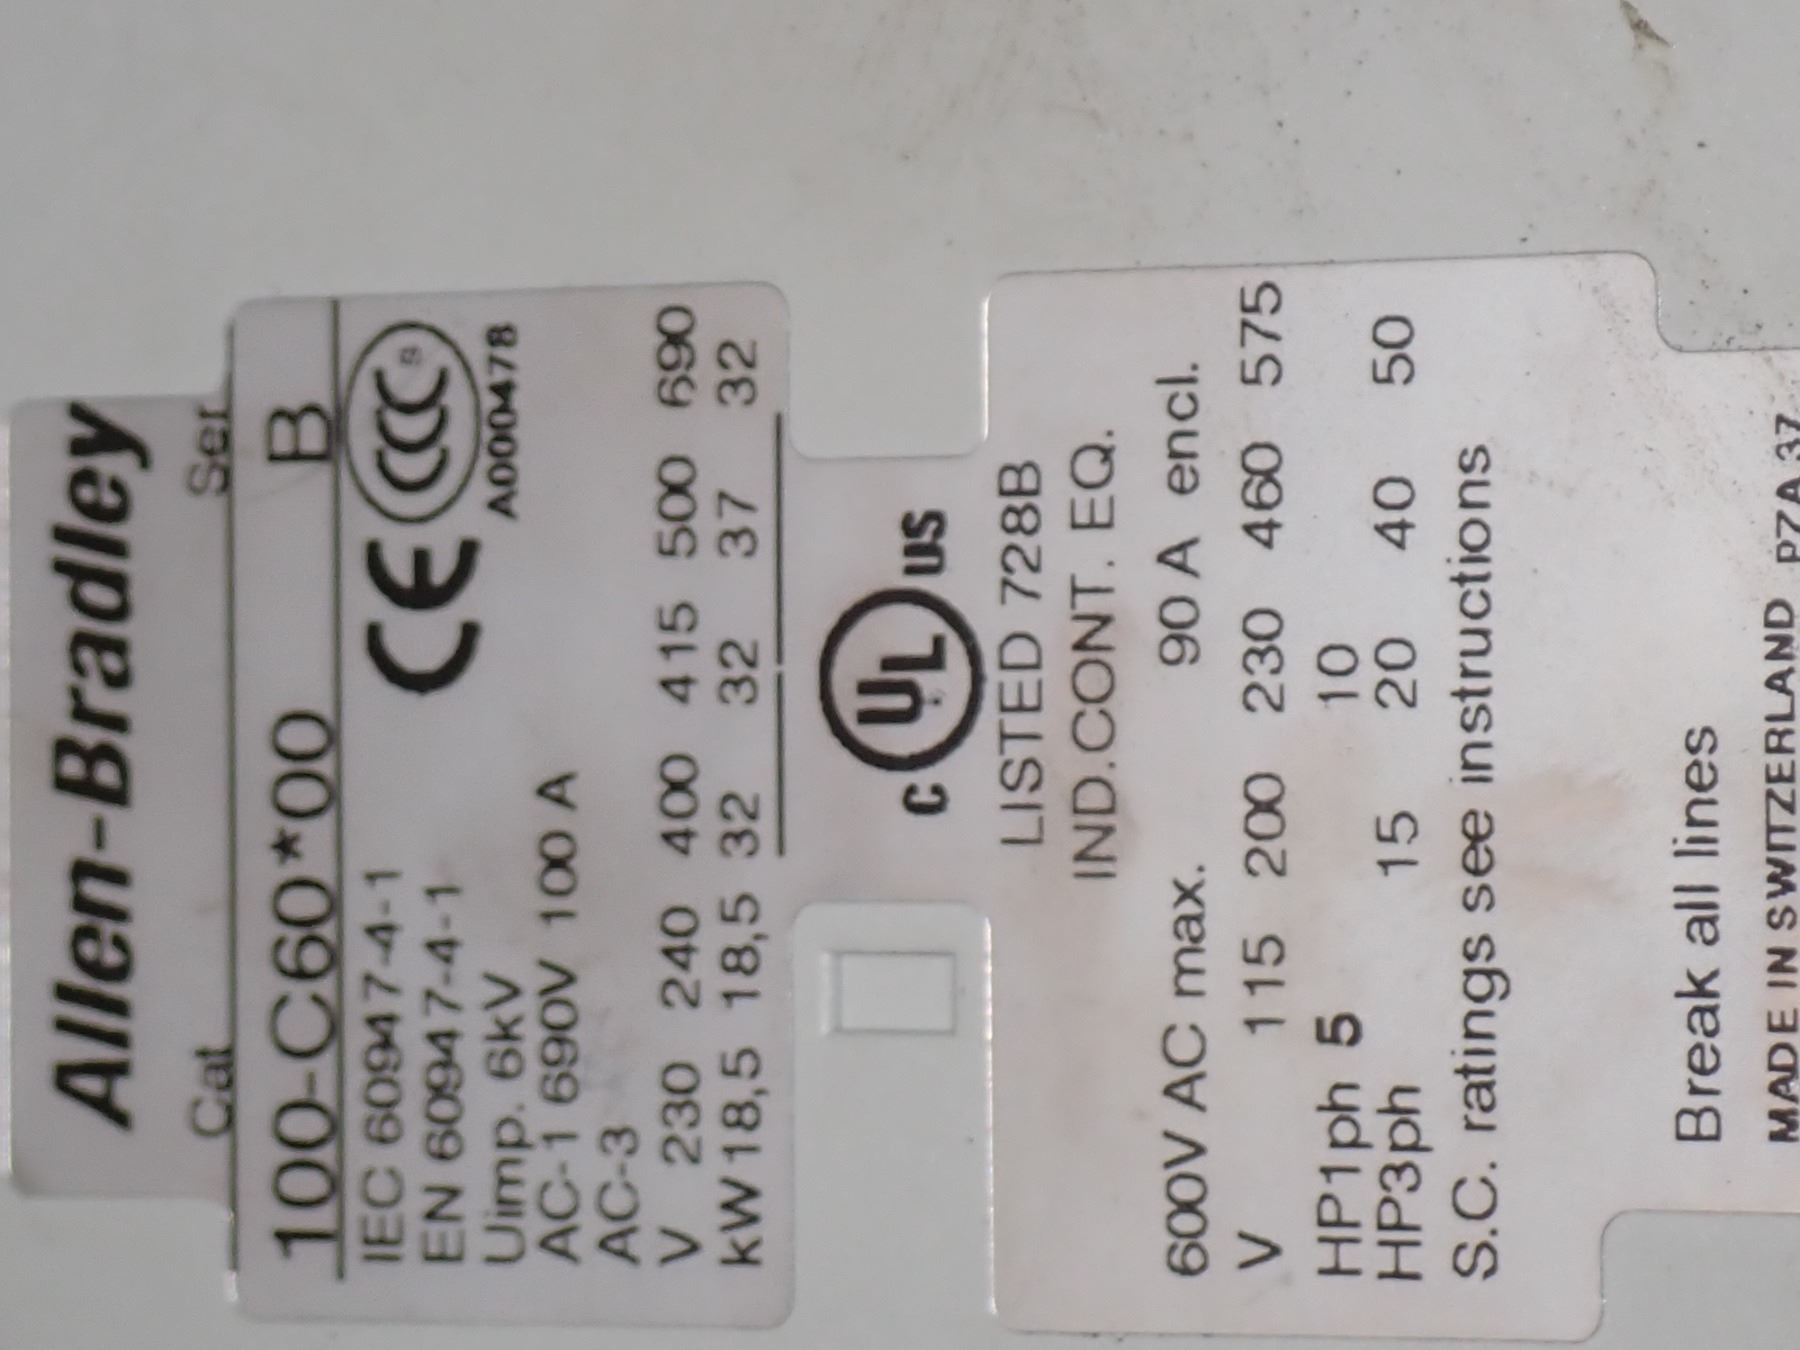 Allen-Bradley
Cat Ser
100-C60*00 B
IEC 60947-4-1
EN 60947-4-1
CE CCC S
Uimp. 6kV A000478
AC-1 690V 100 A
AC-3
V 230 240 400 415 500 690
kW 18,5 18,5 32 32 37 32
C UL US
LISTED 728B
IND.CONT. EQ.
600V AC max. 90 A encl.
V 115 200 230 460 575
HP1ph 5 10
HP3ph 15 20 40 50
S.C. ratings see instructions
Break all lines
MADE IN SWITZERLAND PZA 37